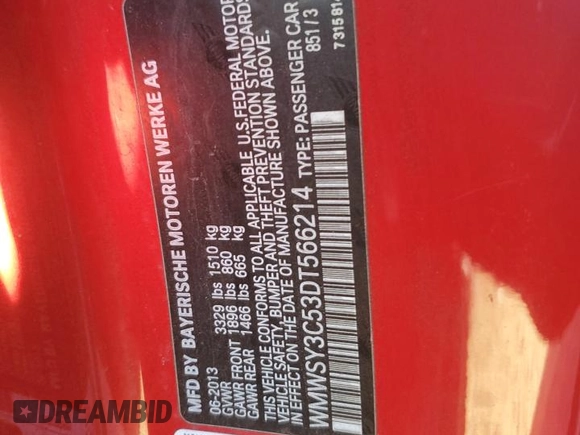 MFD BY BAYERISCHE MOTOREN WERKE AG
06-2013
GVWR 3329 lbs 1510 kg
GAWR FRONT 1896 lbs 860 kg
GAWR REAR 1466 lbs 665 kg
THIS VEHICLE CONFORMS TO ALL APPLICABLE U.S.FEDERAL MOTOR
VEHICLE SAFETY, BUMPER AND THEFT PREVENTION STANDARDS
IN EFFECT ON THE DATE OF MANUFACTURE SHOWN ABOVE.
WMWSY3C53DT566214 TYPE: PASSENGER CAR
851/3
731581
DREAMBID